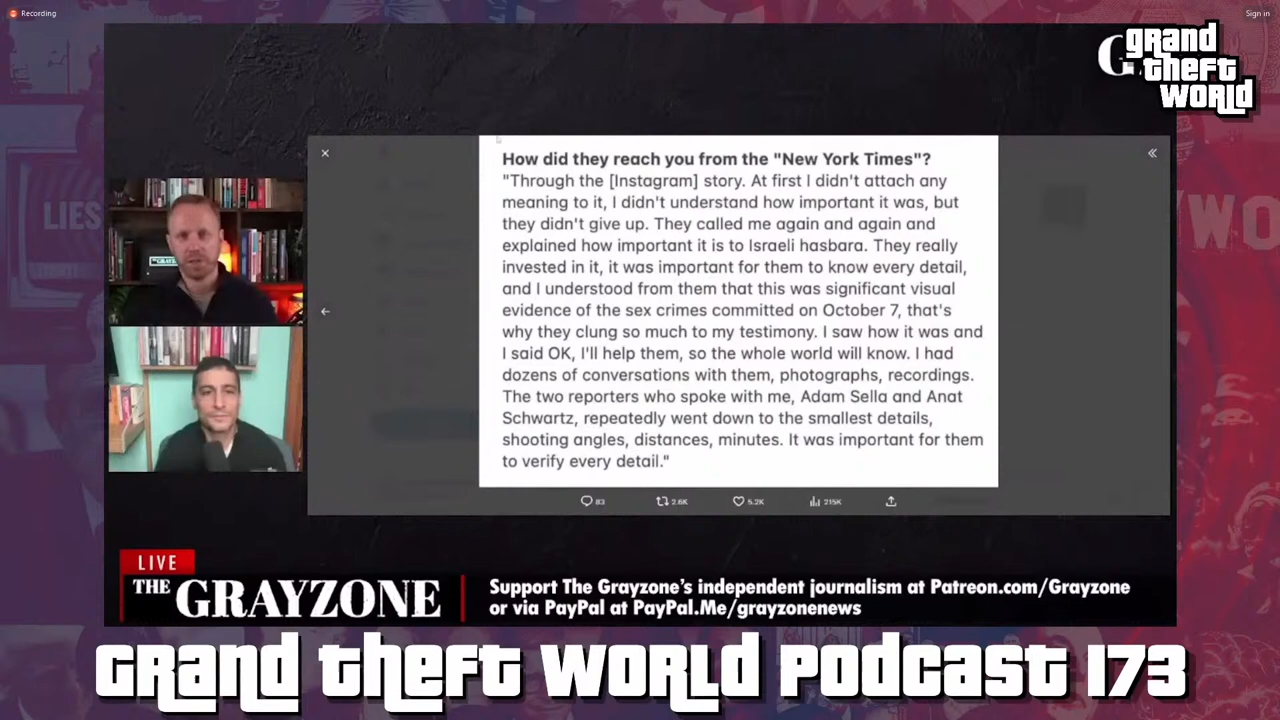 Recording
Sign in
grand
theft
world
LIES
WO
How did they reach you from the "New York Times"?
"Through the [Instagram] story. At first I didn't attach any
meaning to it, I didn't understand how important it was, but
they didn't give up. They called me again and again and
explained how important it is to Israeli hasbara. They really
invested in it, it was important for them to know every detail,
and I understood from them that this was significant visual
evidence of the sex crimes committed on October 7, that's
why they clung so much to my testimony. I saw how it was and
I said OK, I'll help them, so the whole world will know. I had
dozens of conversations with them, photographs, recordings.
The two reporters who spoke with me, Adam Sella and Anat
Schwartz, repeatedly went down to the smallest details,
shooting angles, distances, minutes. It was important for them
to verify every detail."
83 2.6K 5.2K 215K
LIVE
THE GRAYZONE
Support The Grayzone's independent journalism at Patreon.com/Grayzone
or via PayPal at PayPal.Me/grayzonenews
Grand theft World Podcast 173